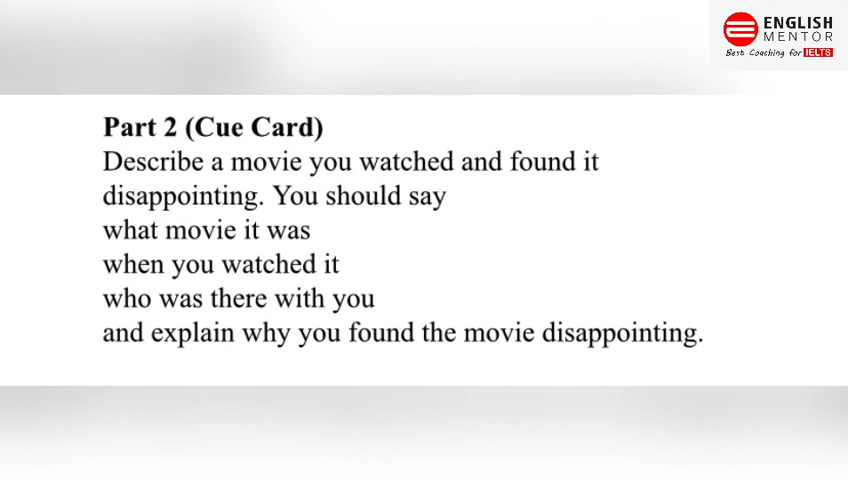 ENGLISH
MENTOR
Best Coaching for IELTS
Part 2 (Cue Card)
Describe a movie you watched and found it
disappointing. You should say
what movie it was
when you watched it
who was there with you
and explain why you found the movie disappointing.